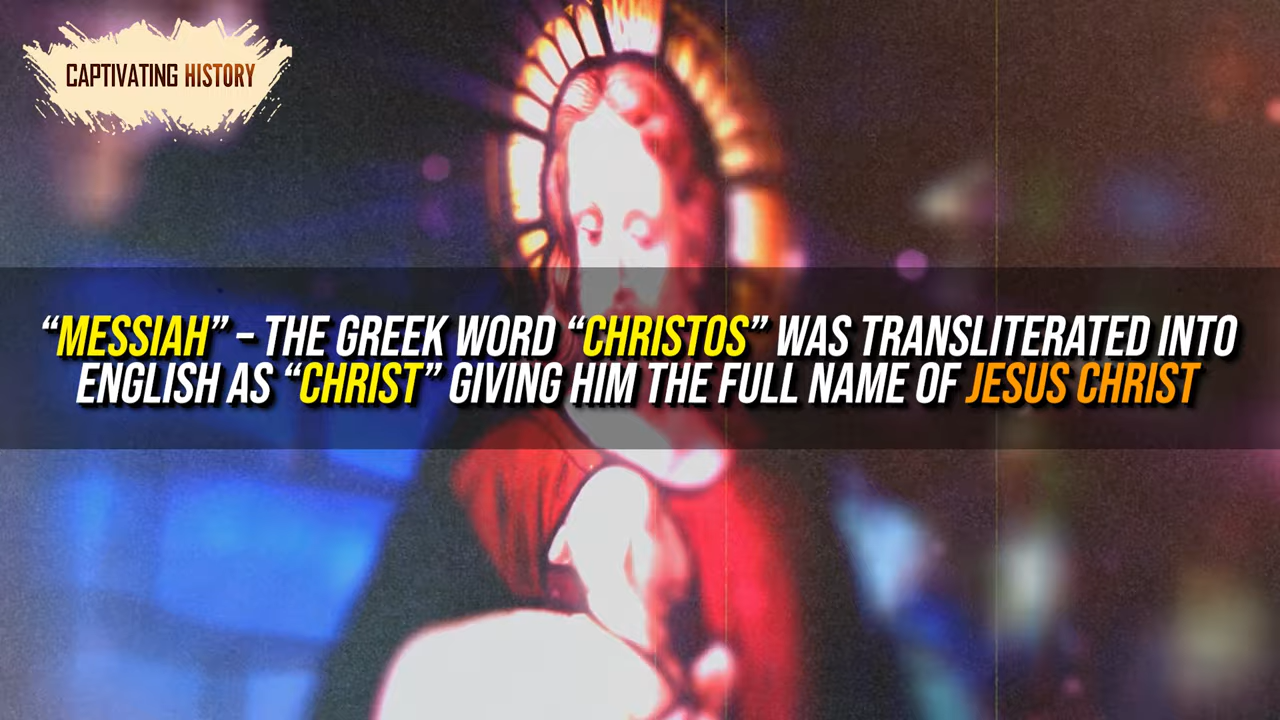 CAPTIVATING HISTORY
“MESSIAH” – THE GREEK WORD “CHRISTOS” WAS TRANSLITERATED INTO
ENGLISH AS “CHRIST” GIVING HIM THE FULL NAME OF JESUS CHRIST